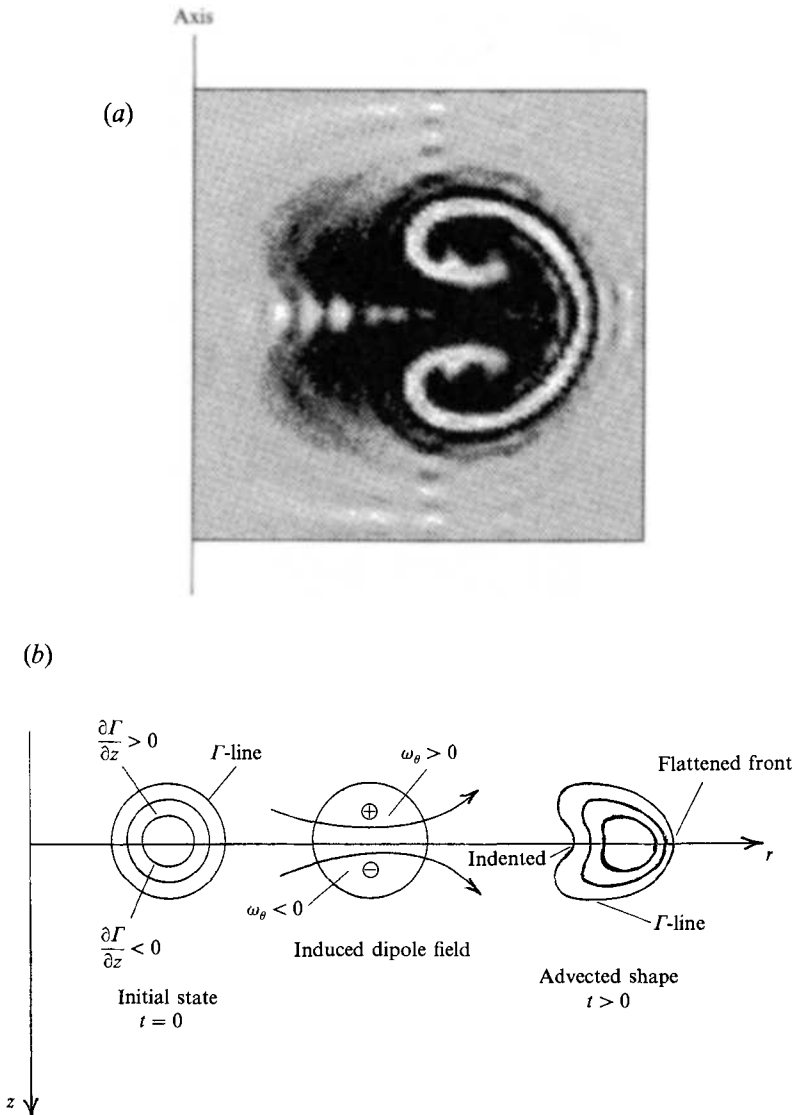 Axis
(a)
(b)
∂Γ/∂z > 0
Γ-line
ω_θ > 0
Flattened front
Indented
r
∂Γ/∂z < 0
ω_θ < 0
Γ-line
Induced dipole field
Initial state
t = 0
Advected shape
t > 0
z